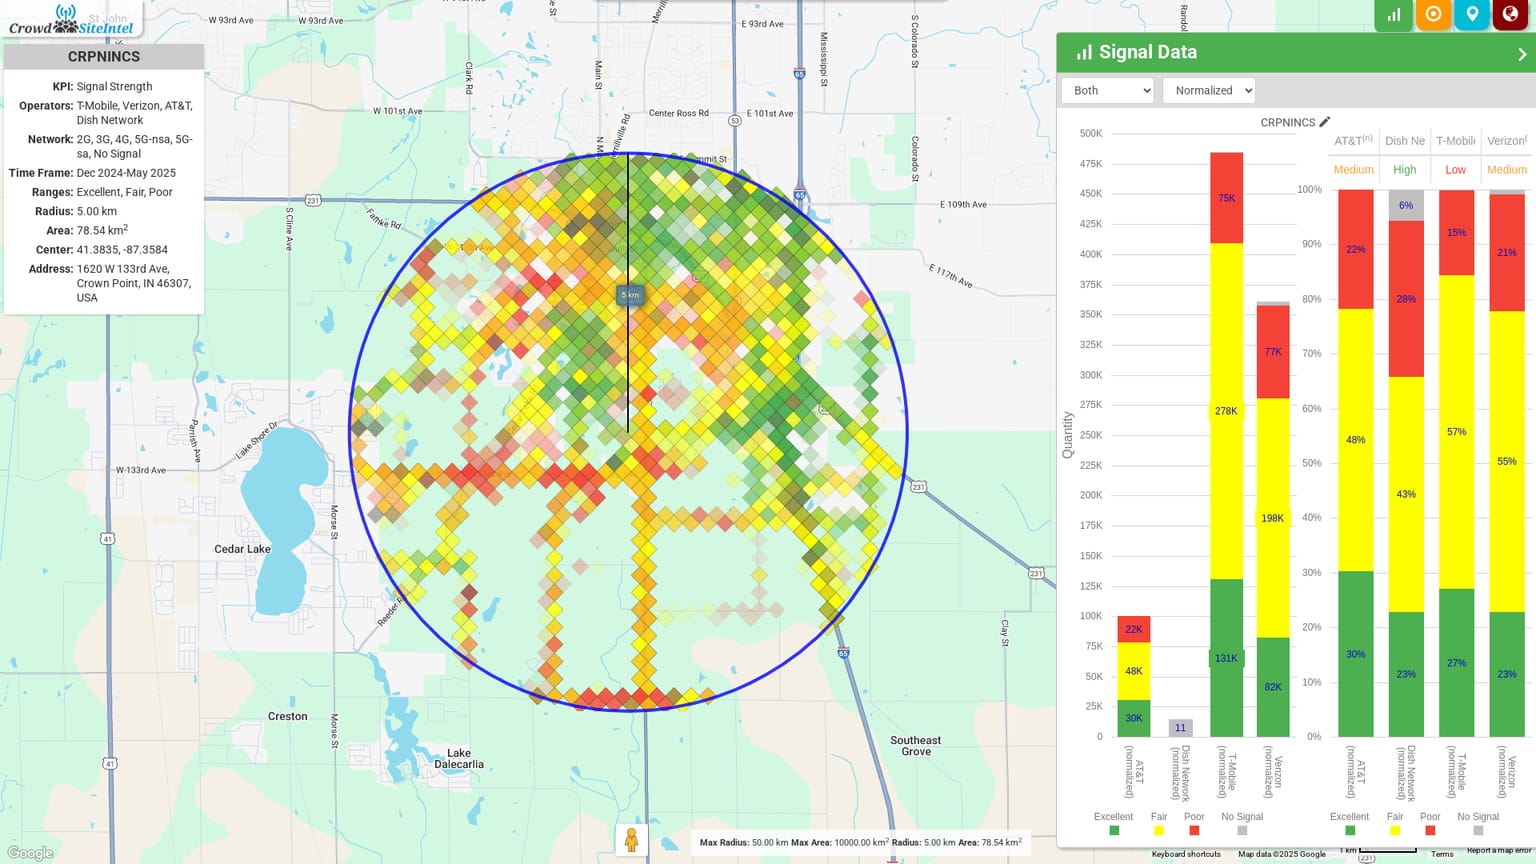 St John
Crowd SiteIntel
CRPNINCS
KPI: Signal Strength
Operators: T-Mobile, Verizon, AT&T,
Dish Network
Network: 2G, 3G, 4G, 5G-nsa, 5G-
sa, No Signal
Time Frame: Dec 2024-May 2025
Ranges: Excellent, Fair, Poor
Radius: 5.00 km
Area: 78.54 km2
Center: 41.3835, -87.3584
Address: 1620 W 133rd Ave,
Crown Point, IN 46307,
USA
W 93rd Ave
W 93rd Ave
E 93rd Ave
Clark Rd
Main St
Mississippi St
S Colorado St
Colorado St
65
W 101st Ave
Center Ross Rd
E 101st Ave
53
65
231
S Cline Ave
Fathke Rd
E 109th Ave
E 117th Ave
5 km
Parrish Ave
Lake Shore Dr
W 133rd Ave
Morse St
Cedar Lake
41
231
231
Reeder
65
Clay St
Creston
Morse St
Lake
Dalecarlia
Southeast
Grove
41
Google
Max Radius: 50.00 km Max Area: 10000.00 km2 Radius: 5.00 km Area: 78.54 km2
Signal Data
Both
Normalized
CRPNINCS
500K
475K
450K
425K
400K
375K
350K
325K
300K
275K
250K
225K
200K
175K
150K
125K
100K
75K
50K
25K
0
Quantity
22K
48K
30K
11
75K
278K
131K
77K
198K
82K
AT&T
(normalized)
Dish Network
(normalized)
T-Mobile
(normalized)
Verizon
(normalized)
Excellent
Fair
Poor
No Signal
AT&T(n)
Dish Ne
T-Mobile
Verizon(
Medium
High
Low
Medium
100%
90%
80%
70%
60%
50%
40%
30%
20%
10%
0%
22%
48%
30%
6%
28%
43%
23%
15%
57%
27%
21%
55%
23%
AT&T
(normalized)
Dish Network
(normalized)
T-Mobile
(normalized)
Verizon
(normalized)
Excellent
Fair
Poor
No Signal
Keyboard shortcuts
Map data ©2025 Google
1 km
231
Terms
Report a map error